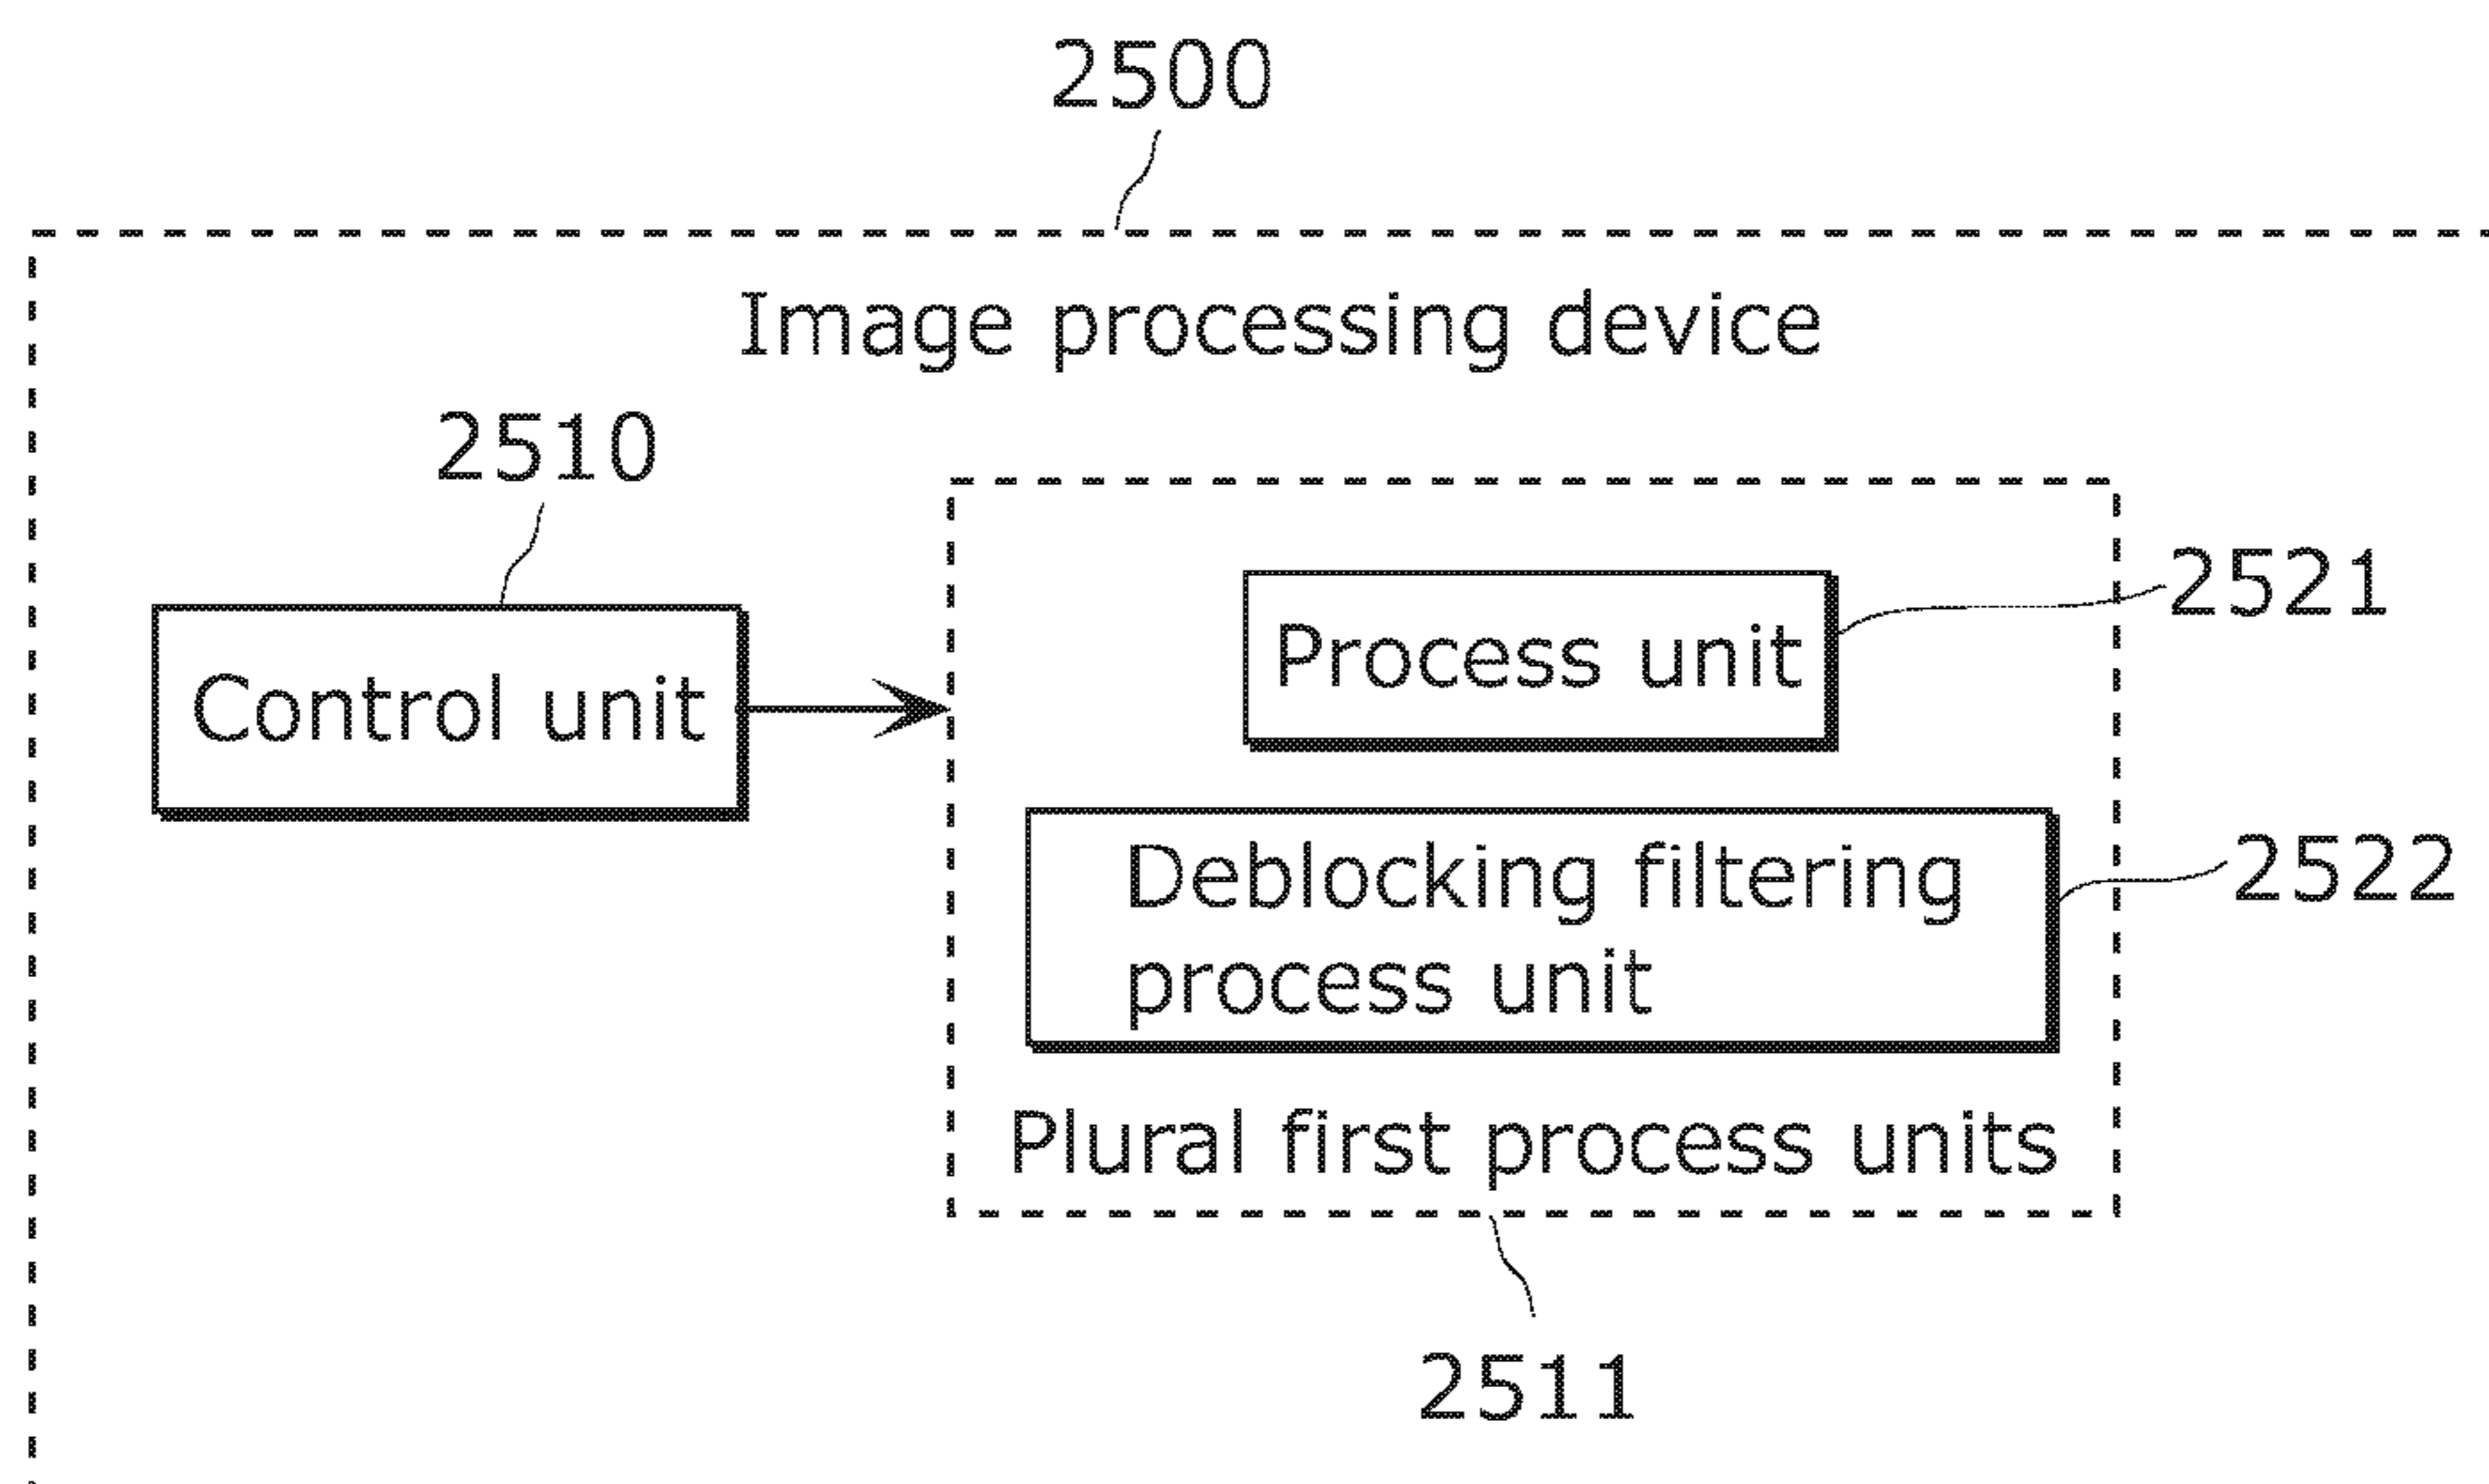 2500
Image processing device
2510
2521
Process unit
Control unit
2522
Deblocking filtering
process unit
Plural first process units
2511